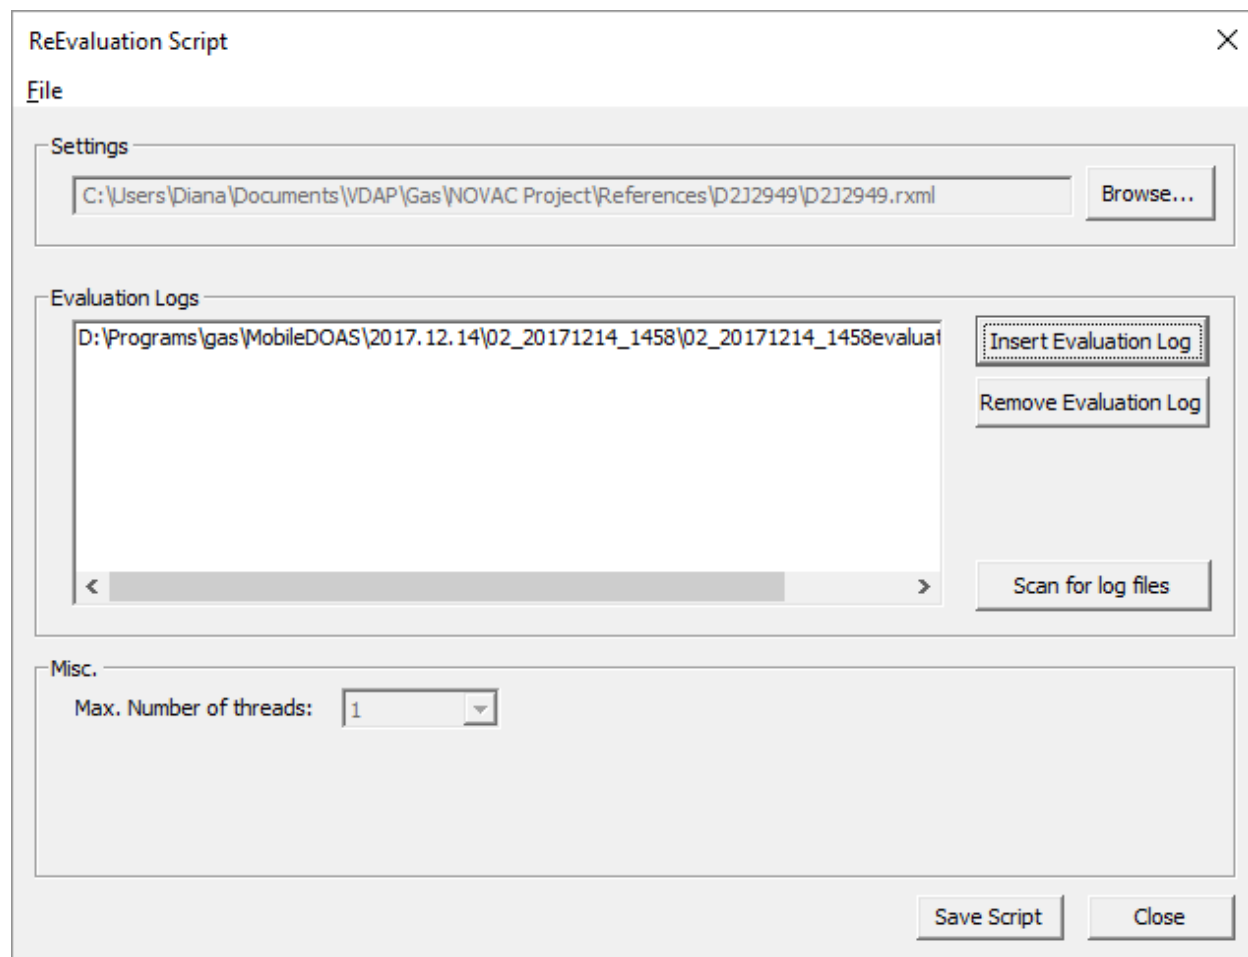 ReEvaluation Script
File
Settings
C:\Users\Diana\Documents\VDAP\Gas\NOVAC Project\References\D2J2949\D2J2949.rxml
Browse...
Evaluation Logs
D:\Programs\gas\MobileDOAS\2017.12.14\02_20171214_1458\02_20171214_1458evaluat
Insert Evaluation Log
Remove Evaluation Log
Scan for log files
Misc.
Max. Number of threads: 1
Save Script Close